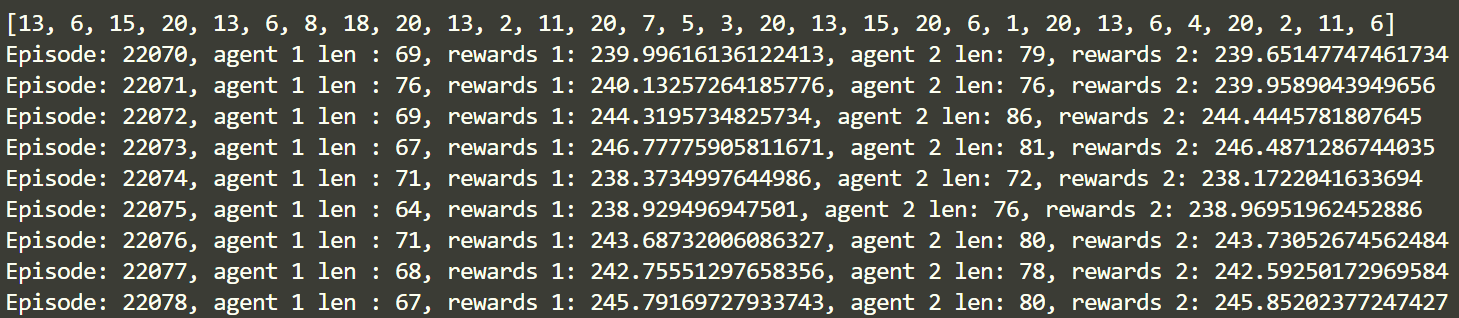 [13, 6, 15, 20, 13, 6, 8, 18, 20, 13, 2, 11, 20, 7, 5, 3, 20, 13, 15, 20, 6, 1, 20, 13, 6, 4, 20, 2, 11, 6]
Episode: 22070, agent 1 len : 69, rewards 1: 239.99616136122413, agent 2 len: 79, rewards 2: 239.65147747461734
Episode: 22071, agent 1 len : 76, rewards 1: 240.13257264185776, agent 2 len: 76, rewards 2: 239.9589043949656
Episode: 22072, agent 1 len : 69, rewards 1: 244.3195734825734, agent 2 len: 86, rewards 2: 244.4445781807645
Episode: 22073, agent 1 len : 67, rewards 1: 246.77775905811671, agent 2 len: 81, rewards 2: 246.4871286744035
Episode: 22074, agent 1 len : 71, rewards 1: 238.3734997644986, agent 2 len: 72, rewards 2: 238.1722041633694
Episode: 22075, agent 1 len : 64, rewards 1: 238.929496947501, agent 2 len: 76, rewards 2: 238.96951962452886
Episode: 22076, agent 1 len : 71, rewards 1: 243.68732006086327, agent 2 len: 80, rewards 2: 243.73052674562484
Episode: 22077, agent 1 len : 68, rewards 1: 242.75551297658356, agent 2 len: 78, rewards 2: 242.59250172969584
Episode: 22078, agent 1 len : 67, rewards 1: 245.79169727933743, agent 2 len: 80, rewards 2: 245.85202377247427